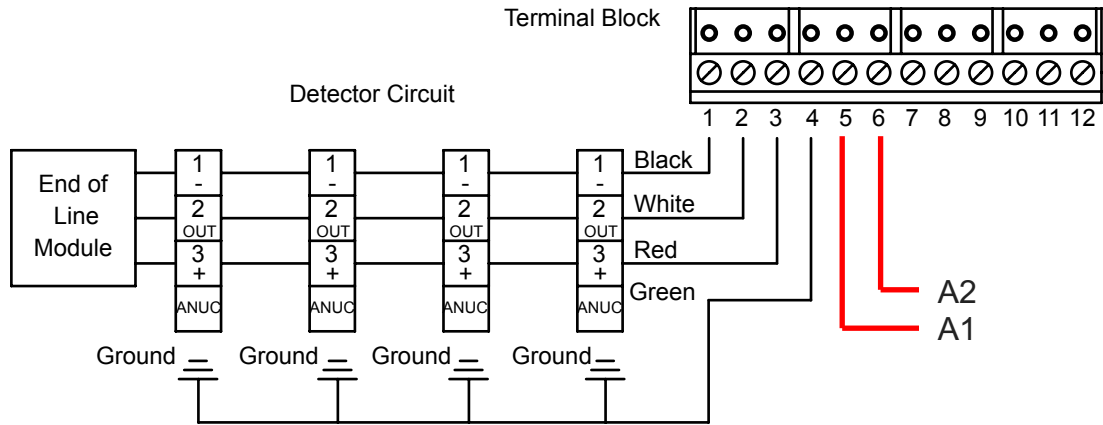 Terminal Block
1 2 3 4 5 6 7 8 9 10 11 12
Detector Circuit
End of
Line
Module
1
-
2
OUT
3
+
ANUC
1
-
2
OUT
3
+
ANUC
1
-
2
OUT
3
+
ANUC
1
-
2
OUT
3
+
ANUC
Black
White
Red
Green
A2
A1
Ground
Ground
Ground
Ground